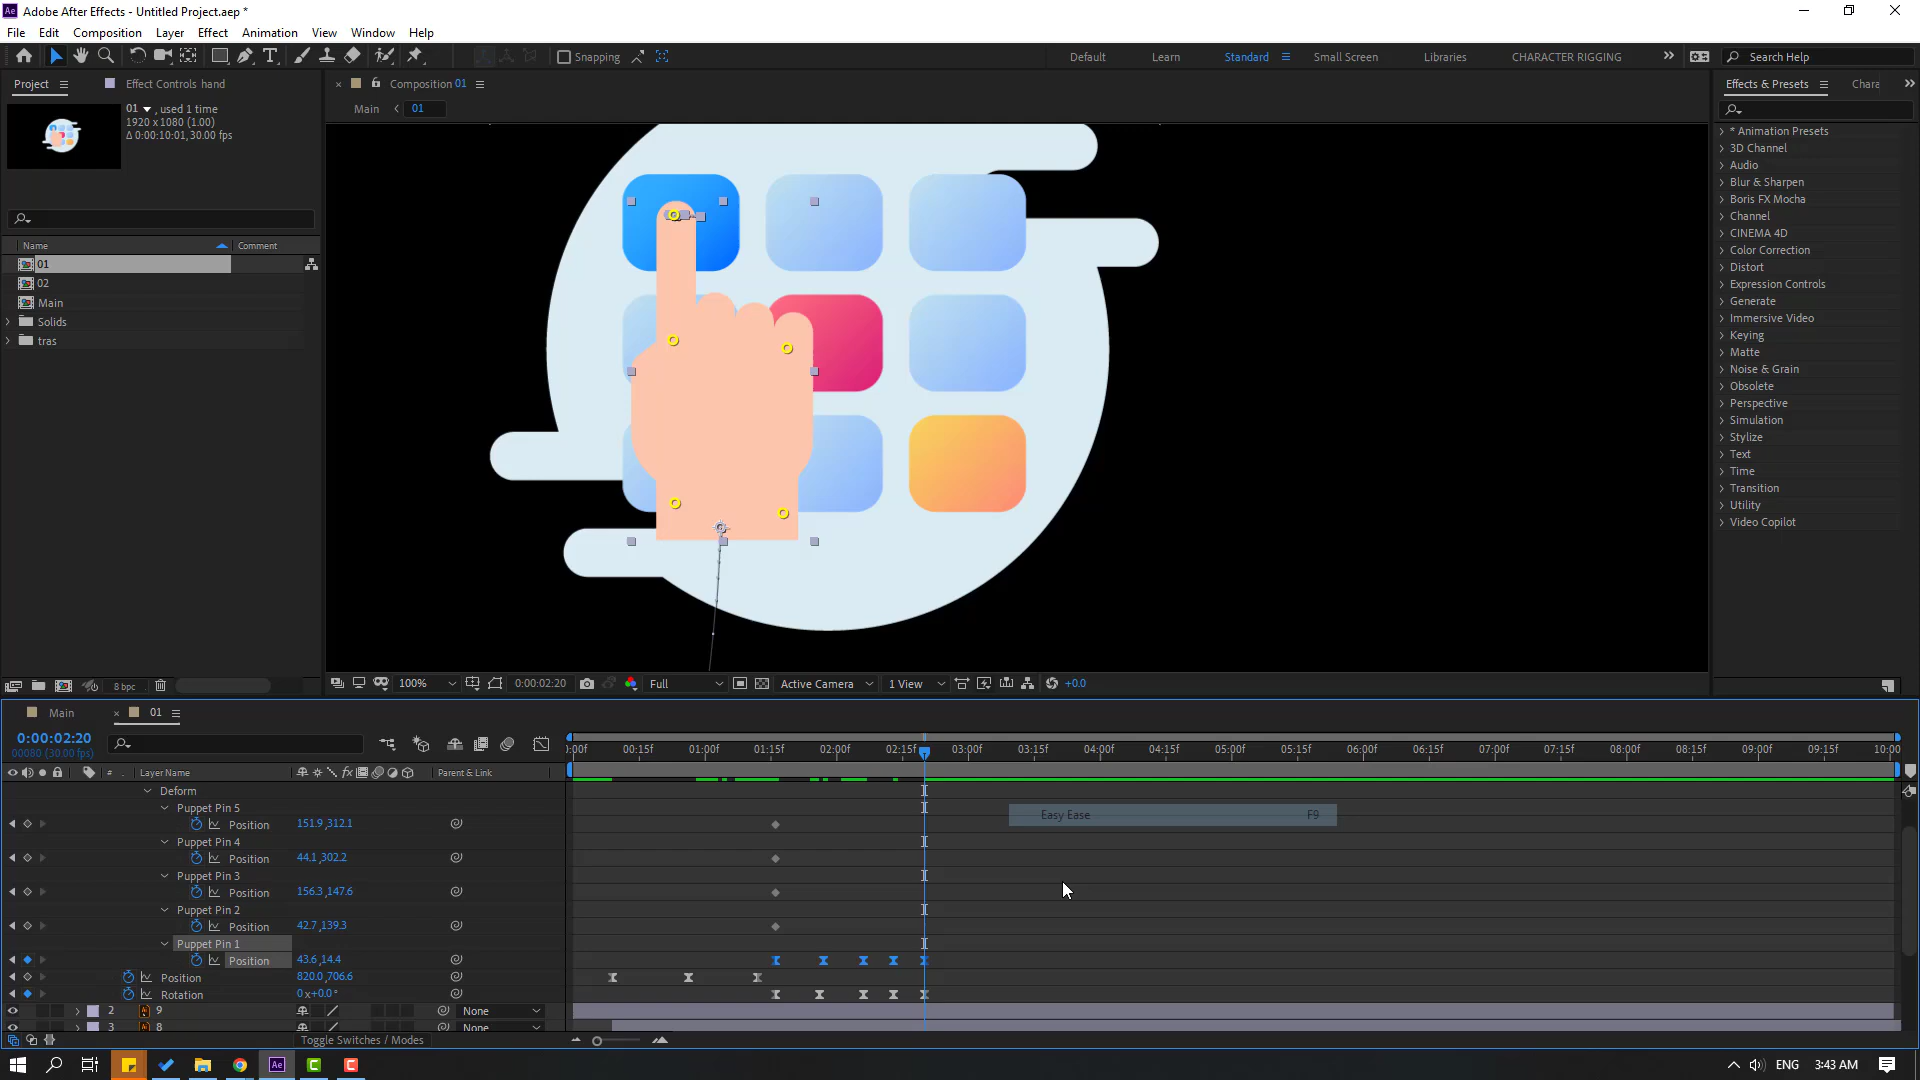 Adobe After Effects - Untitled Project.aep *
File Edit Composition Layer Effect Animation View Window Help
Snapping Default Learn Standard Small Screen Libraries CHARACTER RIGGING Search Help
Project Effect Controls hand Composition 01 Effects & Presets Chara
01 , used 1 time
1920 x 1080 (1.00)
Δ 0:00:10:01, 30.00 fps
Main 01
Name Comment
01
02
Main
Solids
tras
8 bpc
* Animation Presets
3D Channel
Audio
Blur & Sharpen
Boris FX Mocha
Channel
CINEMA 4D
Color Correction
Distort
Expression Controls
Generate
Immersive Video
Keying
Matte
Noise & Grain
Obsolete
Perspective
Simulation
Stylize
Text
Time
Transition
Utility
Video Copilot
100% 0:00:02:20 Full Active Camera 1 View +0.0
Main 01
0:00:02:20
00080 (30.00 fps)
:00f 00:15f 01:00f 01:15f 02:00f 02:15f 03:00f 03:15f 04:00f 04:15f 05:00f 05:15f 06:00f 06:15f 07:00f 07:15f 08:00f 08:15f 09:00f 09:15f 10:00
# Layer Name Parent & Link
Deform
Puppet Pin 5
Position 151.9,312.1
Easy Ease F9
Puppet Pin 4
Position 44.1,302.2
Puppet Pin 3
Position 156.3,147.6
Puppet Pin 2
Position 42.7,139.3
Puppet Pin 1
Position 43.6,14.4
Position 820.0,706.6
Rotation 0x+0.0°
2 9 None
3 8 None
Toggle Switches / Modes
ENG 3:43 AM